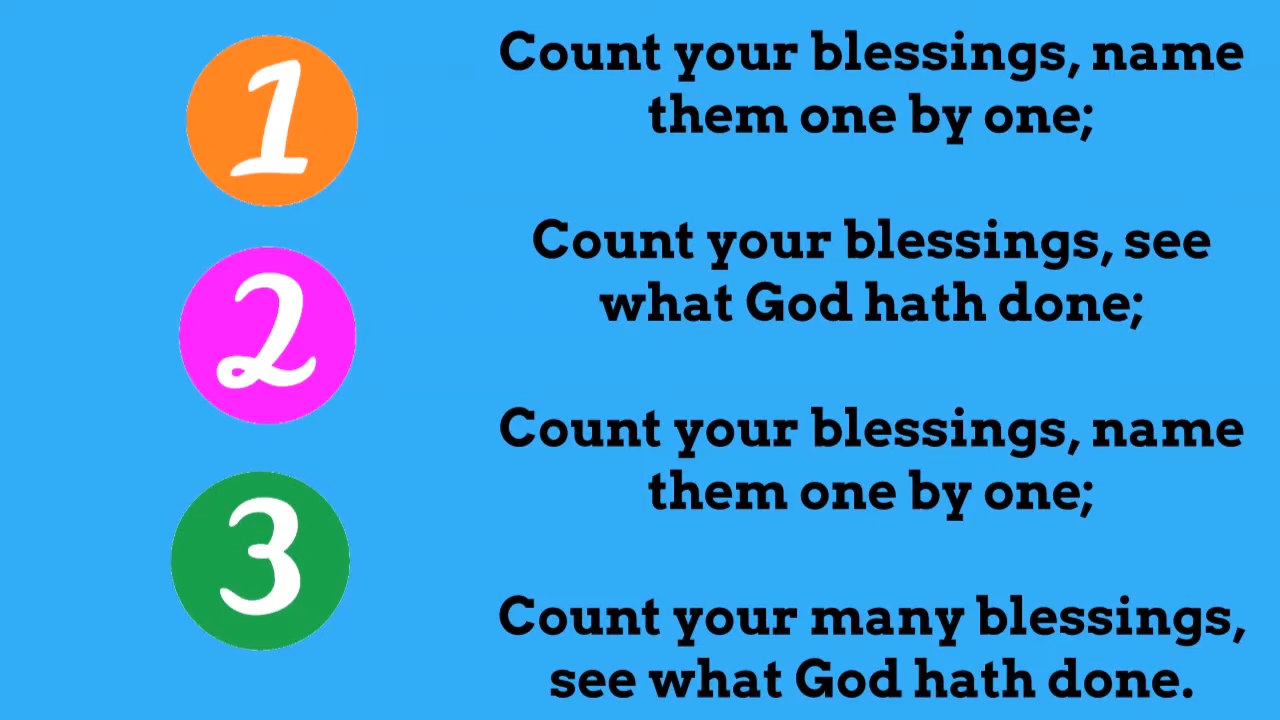 1
2
3
Count your blessings, name
them one by one;
Count your blessings, see
what God hath done;
Count your blessings, name
them one by one;
Count your many blessings,
see what God hath done.